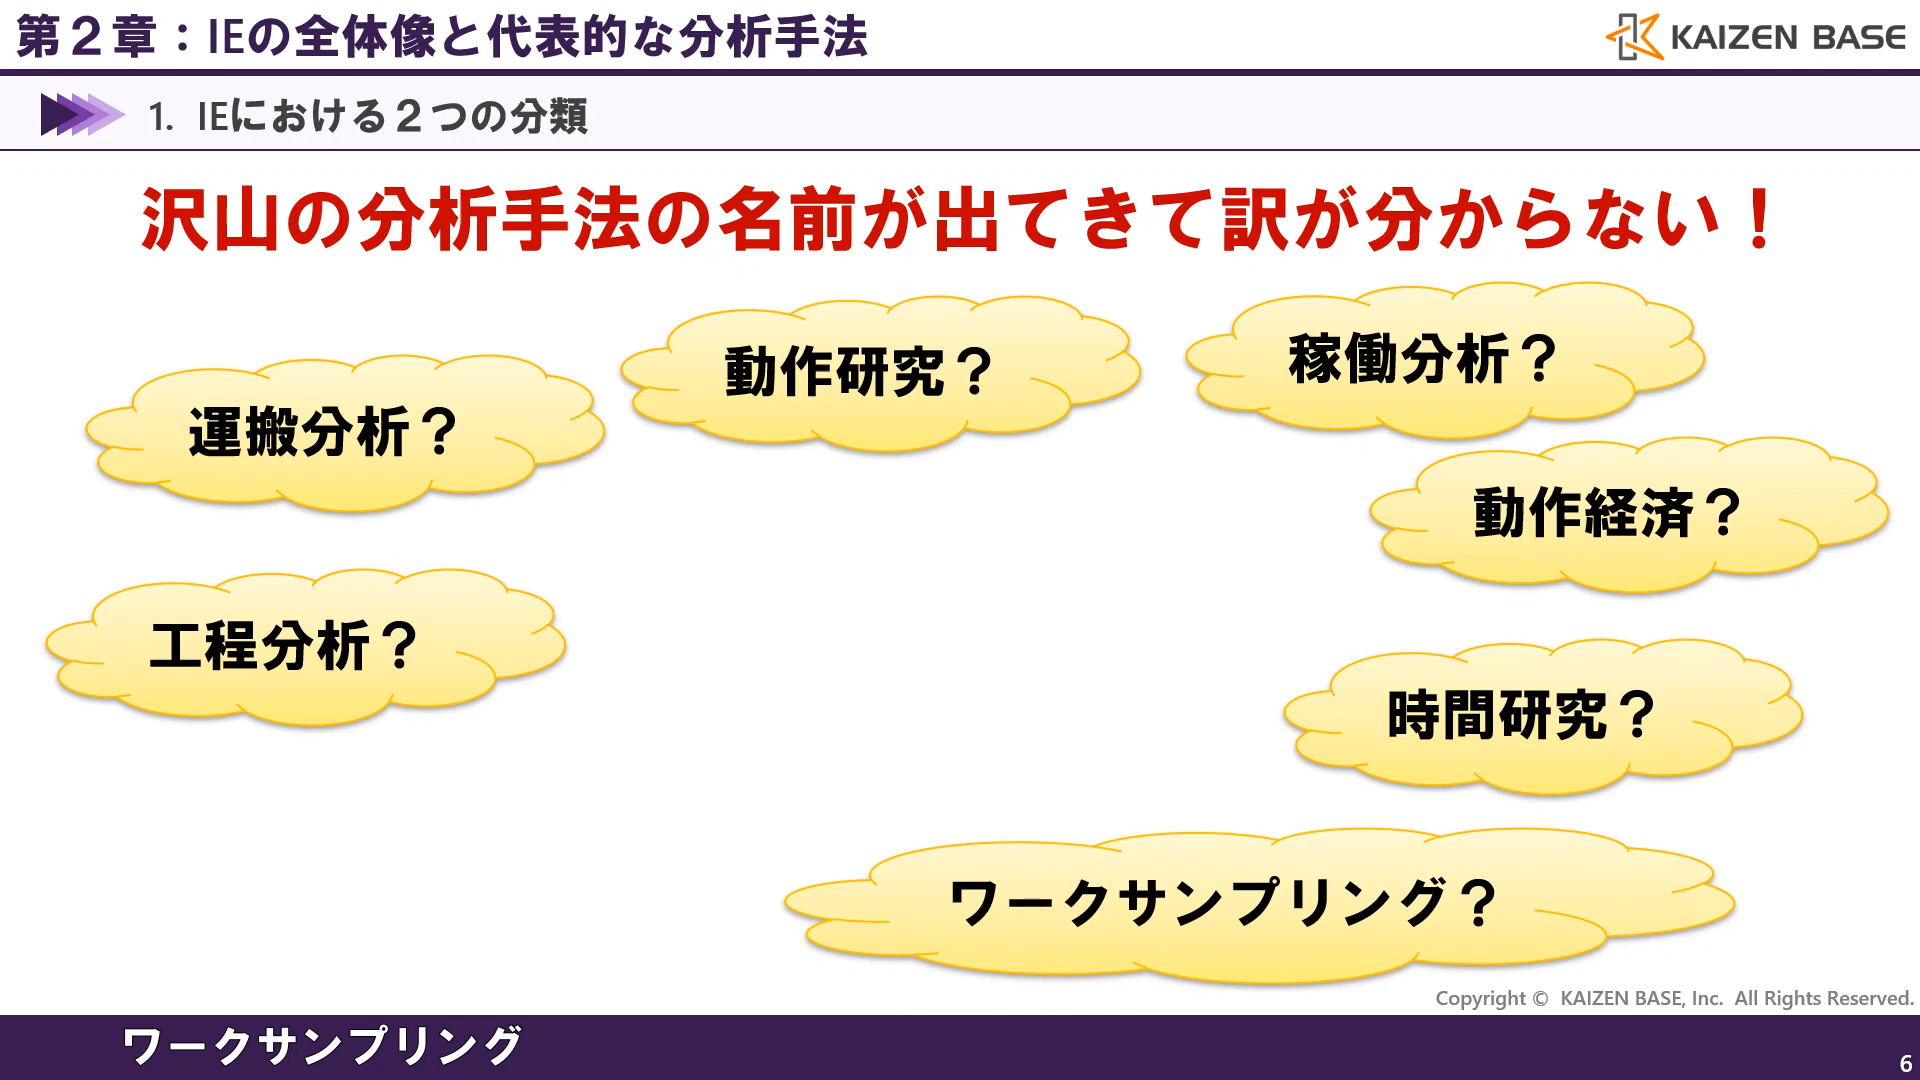 第２章：IEの全体像と代表的な分析手法
KAIZEN BASE
1. IEにおける２つの分類
沢山の分析手法の名前が出てきて訳が分からない！
動作研究？
稼働分析？
運搬分析？
動作経済？
工程分析？
時間研究？
ワークサンプリング？
Copyright © KAIZEN BASE, Inc. All Rights Reserved.
ワークサンプリング
6